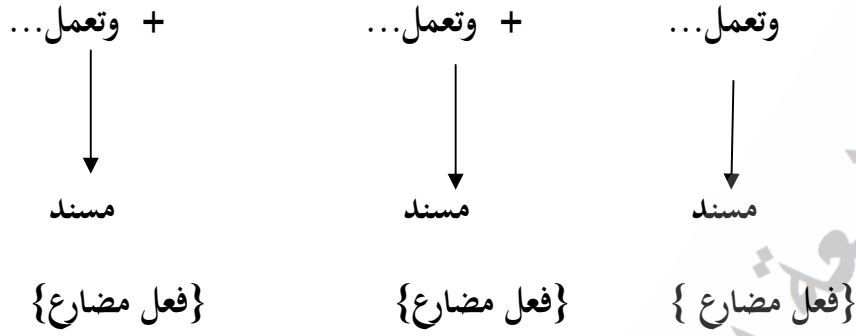 وتعمل... + وتعمل... + وتعمل...
مسند مسند مسند
{فعل مضارع } {فعل مضارع} {فعل مضارع}